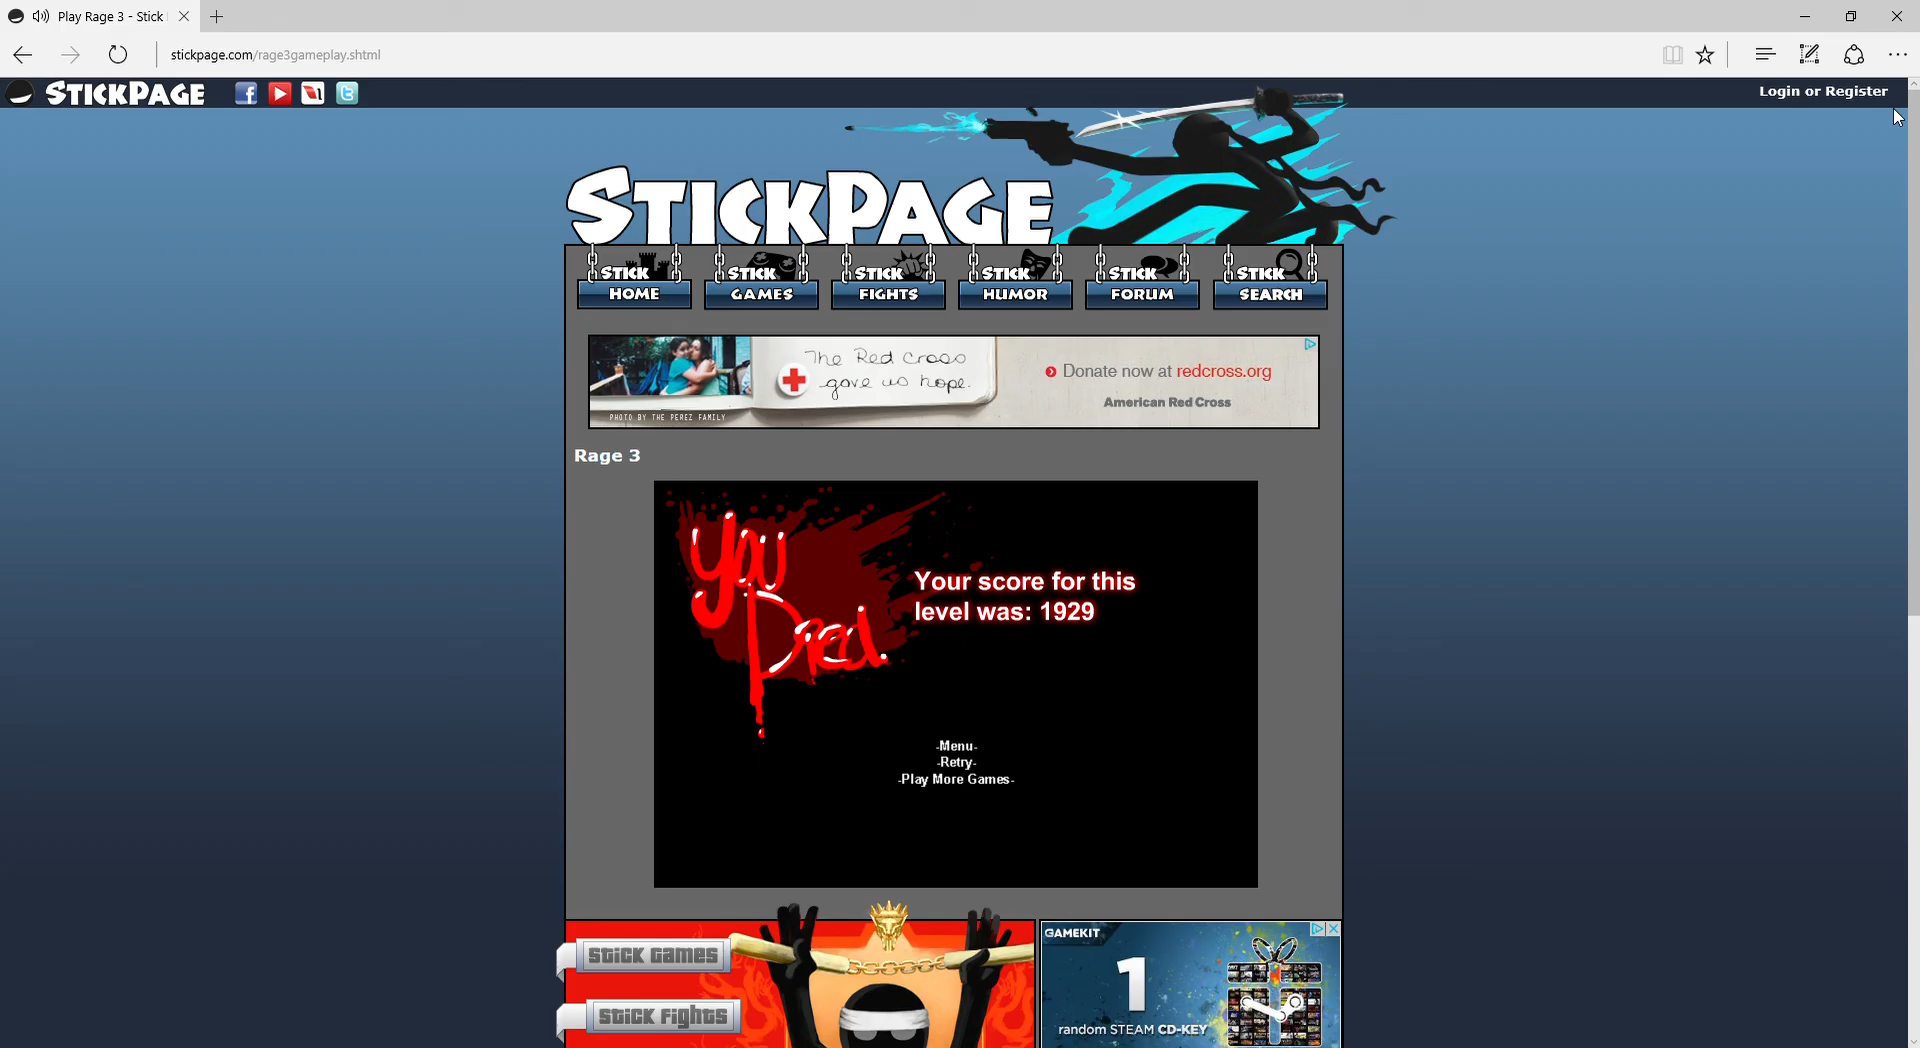 Play Rage 3 - Stick
stickpage.com/rage3gameplay.shtml
STICKPAGE
Login or Register
STICKPAGE
STICK HOME
STICK GAMES
STICK FIGHTS
STICK HUMOR
STICK FORUM
STICK SEARCH
The Red Cross
gave us hope.
PHOTO BY THE PEREZ FAMILY
Donate now at redcross.org
American Red Cross
Rage 3
You
Died.
Your score for this
level was: 1929
-Menu-
-Retry-
-Play More Games-
STICK GAMES
STICK FIGHTS
GAMEKIT
1
random STEAM CD-KEY